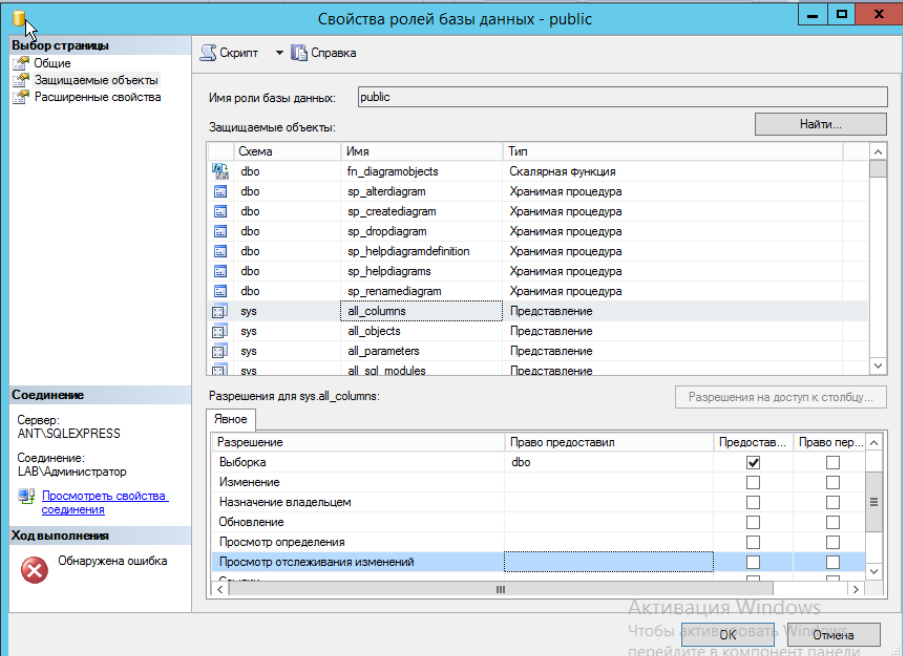 Свойства ролей базы данных - public
Выбор страницы
Общие
Защищаемые объекты
Расширенные свойства
Скрипт Справка
Имя роли базы данных: public
Защищаемые объекты: Найти...
Схема Имя Тип
dbo fn_diagramobjects Скалярная функция
dbo sp_alterdiagram Хранимая процедура
dbo sp_creatediagram Хранимая процедура
dbo sp_dropdiagram Хранимая процедура
dbo sp_helpdiagramdefinition Хранимая процедура
dbo sp_helpdiagrams Хранимая процедура
dbo sp_renamediagram Хранимая процедура
sys all_columns Представление
sys all_objects Представление
sys all_parameters Представление
sys all_sql_modules Представление
Соединение
Сервер:
ANT\SQLEXPRESS
Соединение:
LAB\Администратор
Просмотреть свойства
соединения
Ход выполнения
Обнаружена ошибка
Разрешения для sys.all_columns: Разрешения на доступ к столбцу...
Явное
Разрешение Право предоставил Предостав... Право пер...
Выборка dbo
Изменение
Назначение владельцем
Обновление
Просмотр определения
Просмотр отслеживания изменений
Ссылки
Активация Windows
Чтобы активировать Windows,
перейдите в компонент панели
OK Отмена